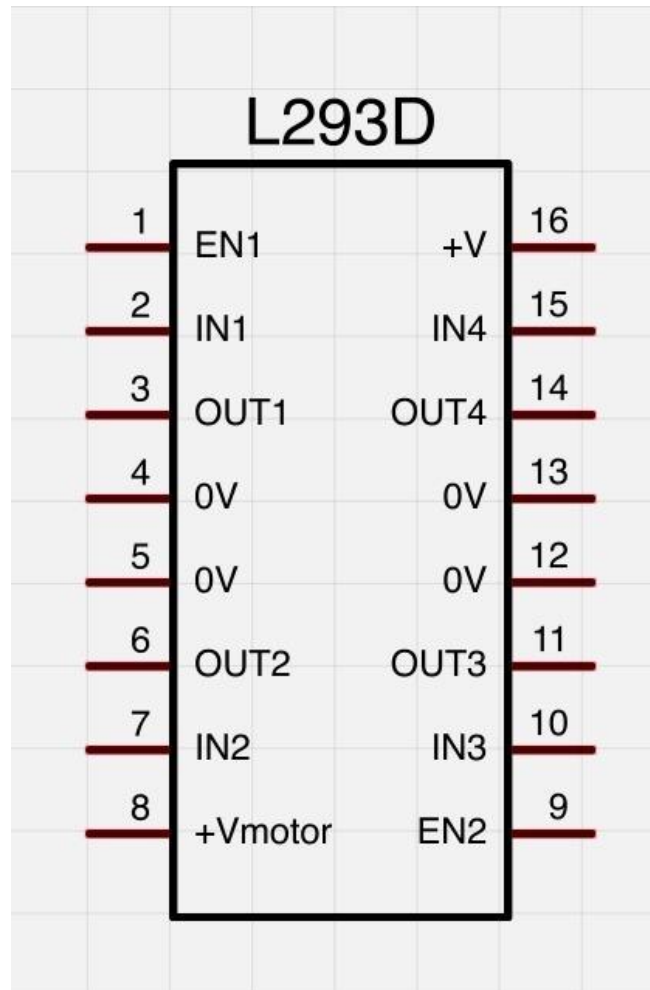 L293D
1 16
EN1 +V
2 15
IN1 IN4
3 14
OUT1 OUT4
4 13
0V 0V
5 12
0V 0V
6 11
OUT2 OUT3
7 10
IN2 IN3
8 9
+Vmotor EN2